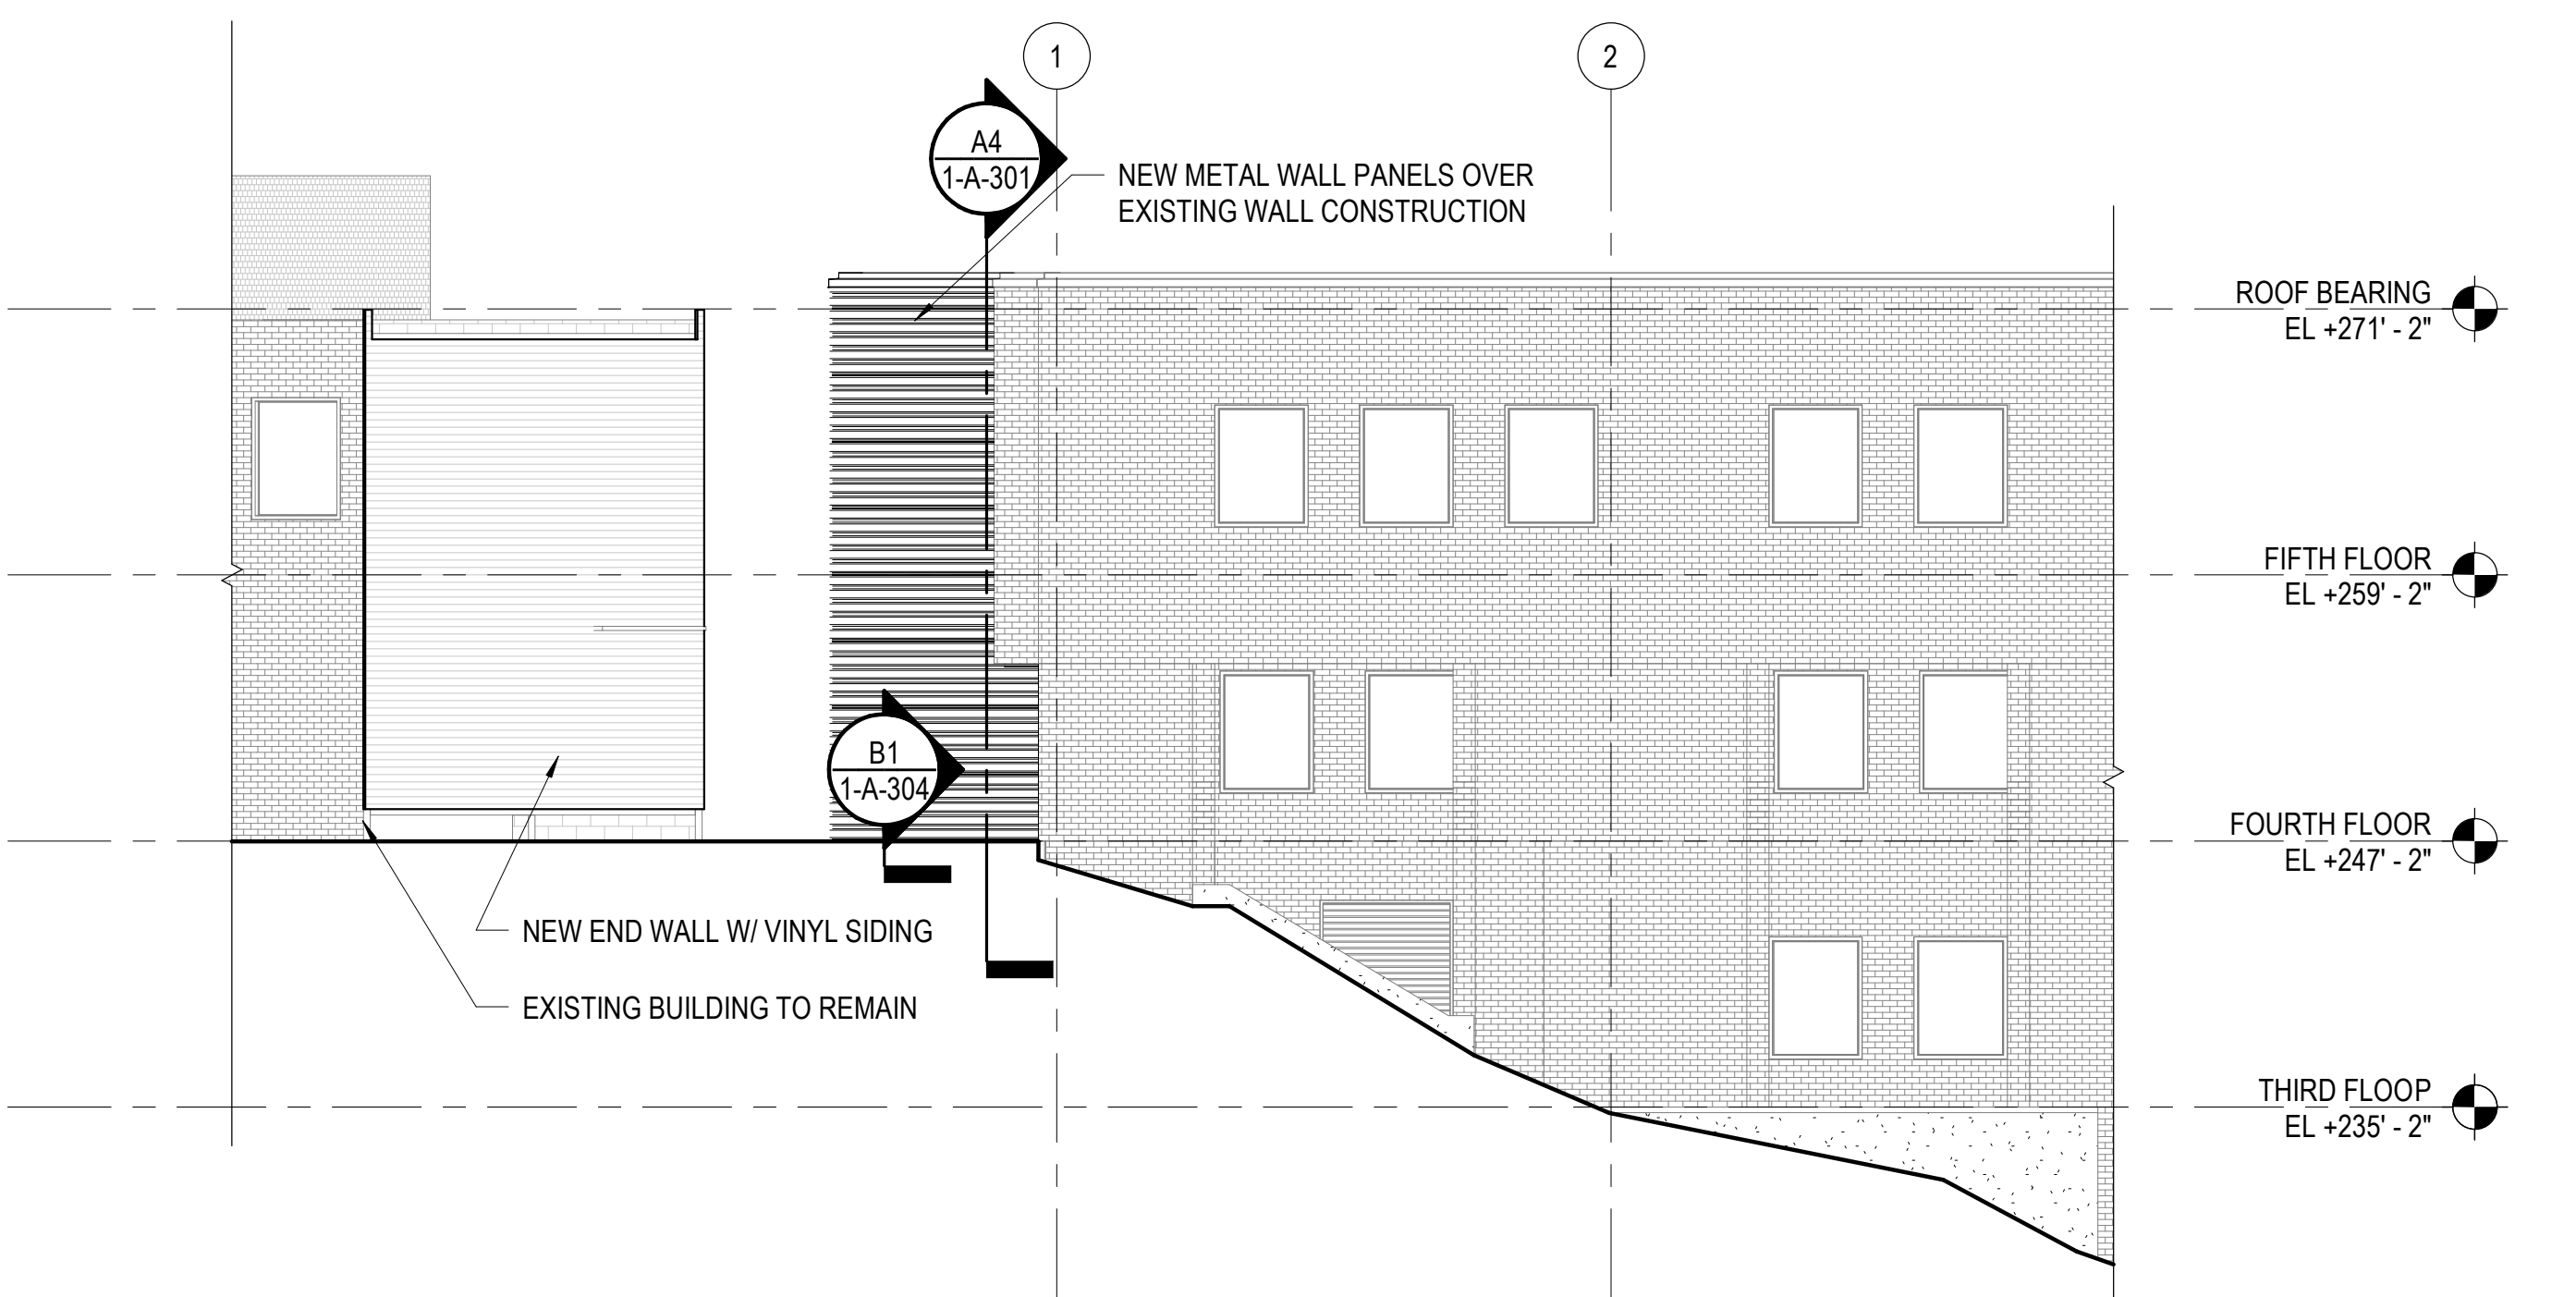 1
2
A4
1-A-301
NEW METAL WALL PANELS OVER
EXISTING WALL CONSTRUCTION
ROOF BEARING
EL +271' - 2"
FIFTH FLOOR
EL +259' - 2"
B1
1-A-304
FOURTH FLOOR
EL +247' - 2"
NEW END WALL W/ VINYL SIDING
EXISTING BUILDING TO REMAIN
THIRD FLOOP
EL +235' - 2"